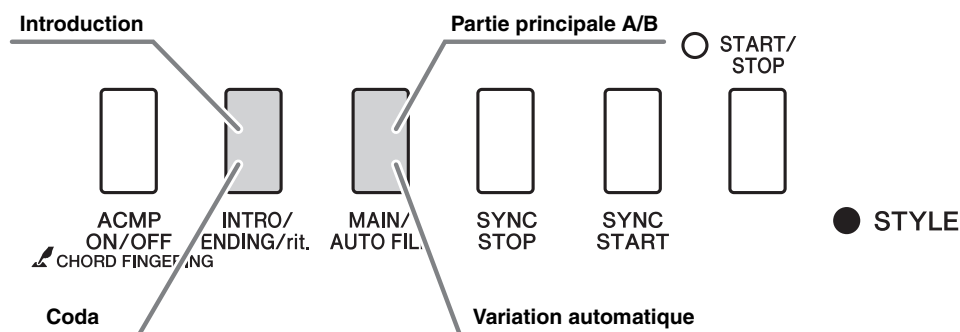 Introduction
Partie principale A/B
START/
STOP
ACMP
ON/OFF
CHORD FINGERING
INTRO/
ENDING/rit.
MAIN/
AUTO FILL
SYNC
STOP
SYNC
START
STYLE
Coda
Variation automatique